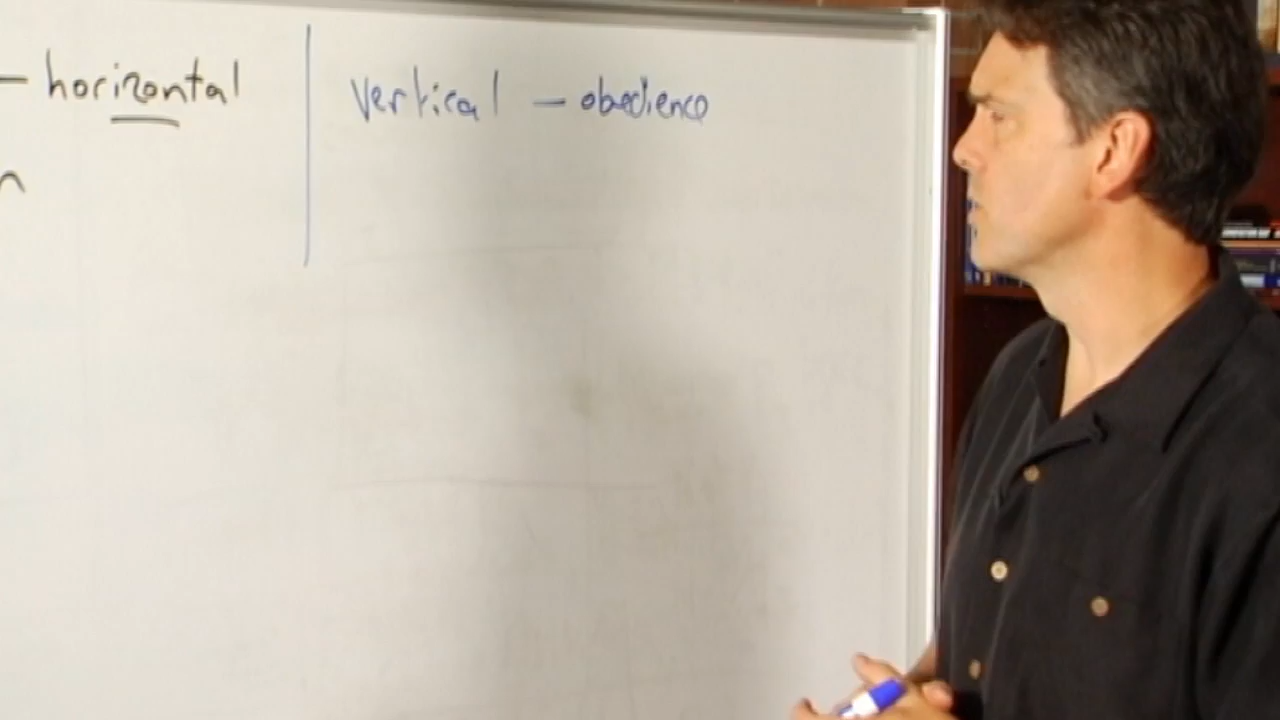 – horizontal
vertical – obedience
n